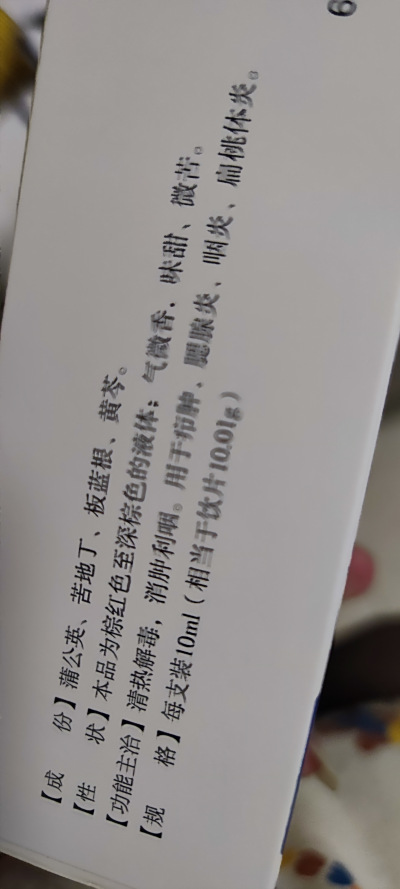 【成 份】蒲公英、苦地丁、板蓝根、黄芩。
【性 状】本品为棕红色至深棕色的液体；气微香，味甜、微苦。
【功能主治】清热解毒，消肿利咽。用于疖肿、腮腺炎、咽炎、扁桃体炎。
【规 格】每支装10ml（相当于饮片10.01g）
6